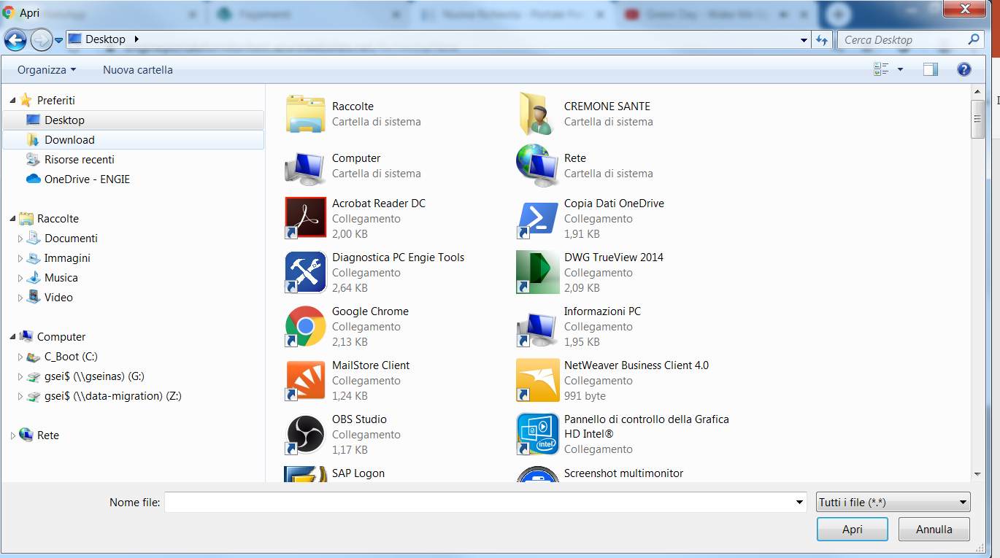 Apri
Green Day - Wake Me U
Desktop
Cerca Desktop
Organizza
Nuova cartella
Preferiti
Desktop
Download
Risorse recenti
OneDrive - ENGIE
Raccolte
Documenti
Immagini
Musica
Video
Computer
C_Boot (C:)
gsei$ (\\gseinas) (G:)
gsei$ (\\data-migration) (Z:)
Rete
Raccolte
Cartella di sistema
CREMONE SANTE
Cartella di sistema
Computer
Cartella di sistema
Rete
Cartella di sistema
Acrobat Reader DC
Collegamento
2,00 KB
Copia Dati OneDrive
Collegamento
1,91 KB
Diagnostica PC Engie Tools
Collegamento
2,64 KB
DWG TrueView 2014
Collegamento
2,09 KB
Google Chrome
Collegamento
2,13 KB
Informazioni PC
Collegamento
1,95 KB
MailStore Client
Collegamento
1,24 KB
NetWeaver Business Client 4.0
Collegamento
991 byte
OBS Studio
Collegamento
1,17 KB
Pannello di controllo della Grafica
HD Intel®
Collegamento
intel
SAP Logon
Screenshot multimonitor
Nome file:
Tutti i file (*.*)
Apri
Annulla